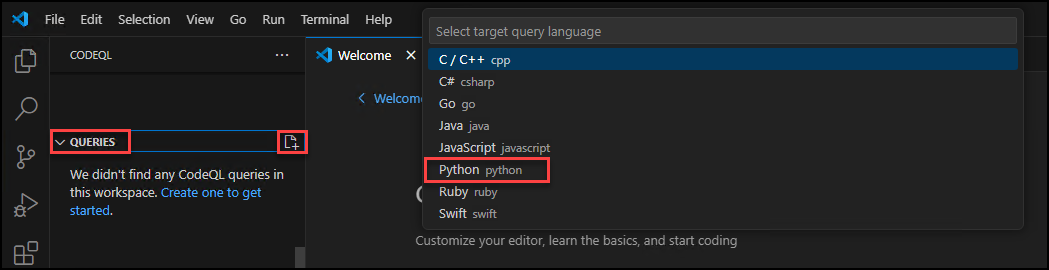 File Edit Selection View Go Run Terminal Help
Select target query language
CODEQL ...
Welcome
C / C++ cpp
C# csharp
Welcome
Go go
Java java
QUERIES
JavaScript javascript
Python python
We didn't find any CodeQL queries in
this workspace. Create one to get
started.
Ruby ruby
Swift swift
Customize your editor, learn the basics, and start coding